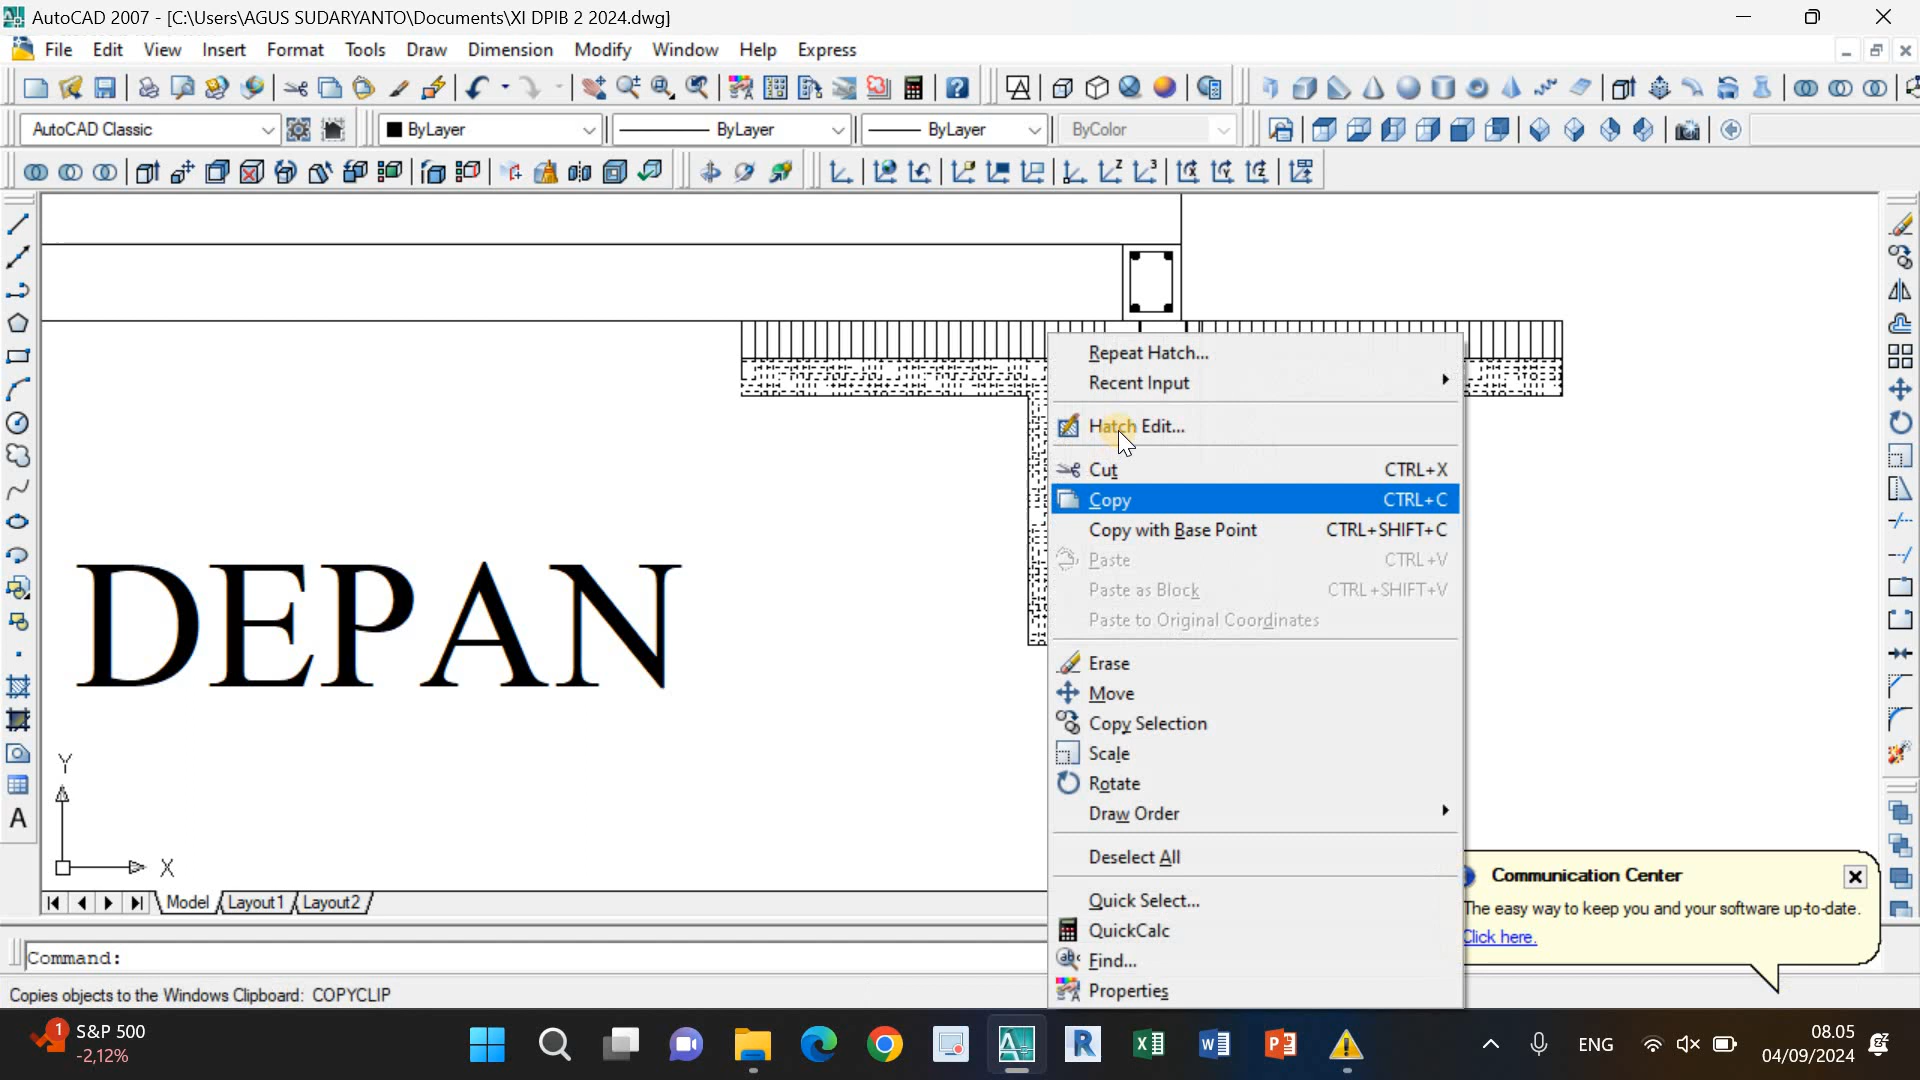 AutoCAD 2007 - [C:\Users\AGUS SUDARYANTO\Documents\XI DPIB 2 2024.dwg]
File Edit View Insert Format Tools Draw Dimension Modify Window Help Express
AutoCAD Classic ByLayer ByLayer ByLayer ByColor
Repeat Hatch...
Recent Input
Hatch Edit...
Cut CTRL+X
Copy CTRL+C
Copy with Base Point CTRL+SHIFT+C
Paste CTRL+V
Paste as Block CTRL+SHIFT+V
Paste to Original Coordinates
Erase
Move
Copy Selection
Scale
Rotate
Draw Order
Deselect All
Quick Select...
QuickCalc
Find...
Properties
DEPAN
Y
X
Model Layout1 Layout2
Communication Center
The easy way to keep you and your software up-to-date.
Click here.
Command:
Copies objects to the Windows Clipboard: COPYCLIP
1 S&P 500
-2,12%
ENG
08.05
04/09/2024